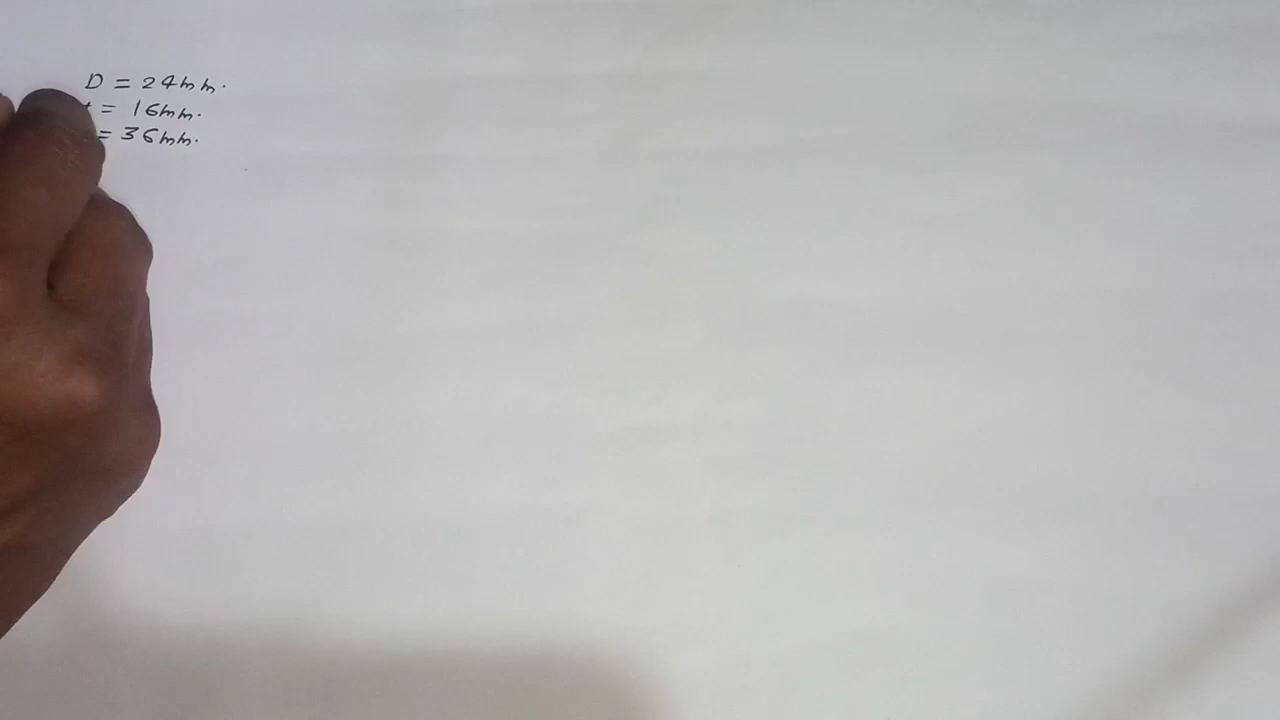 D = 24mm.
= 16mm.
= 36mm.